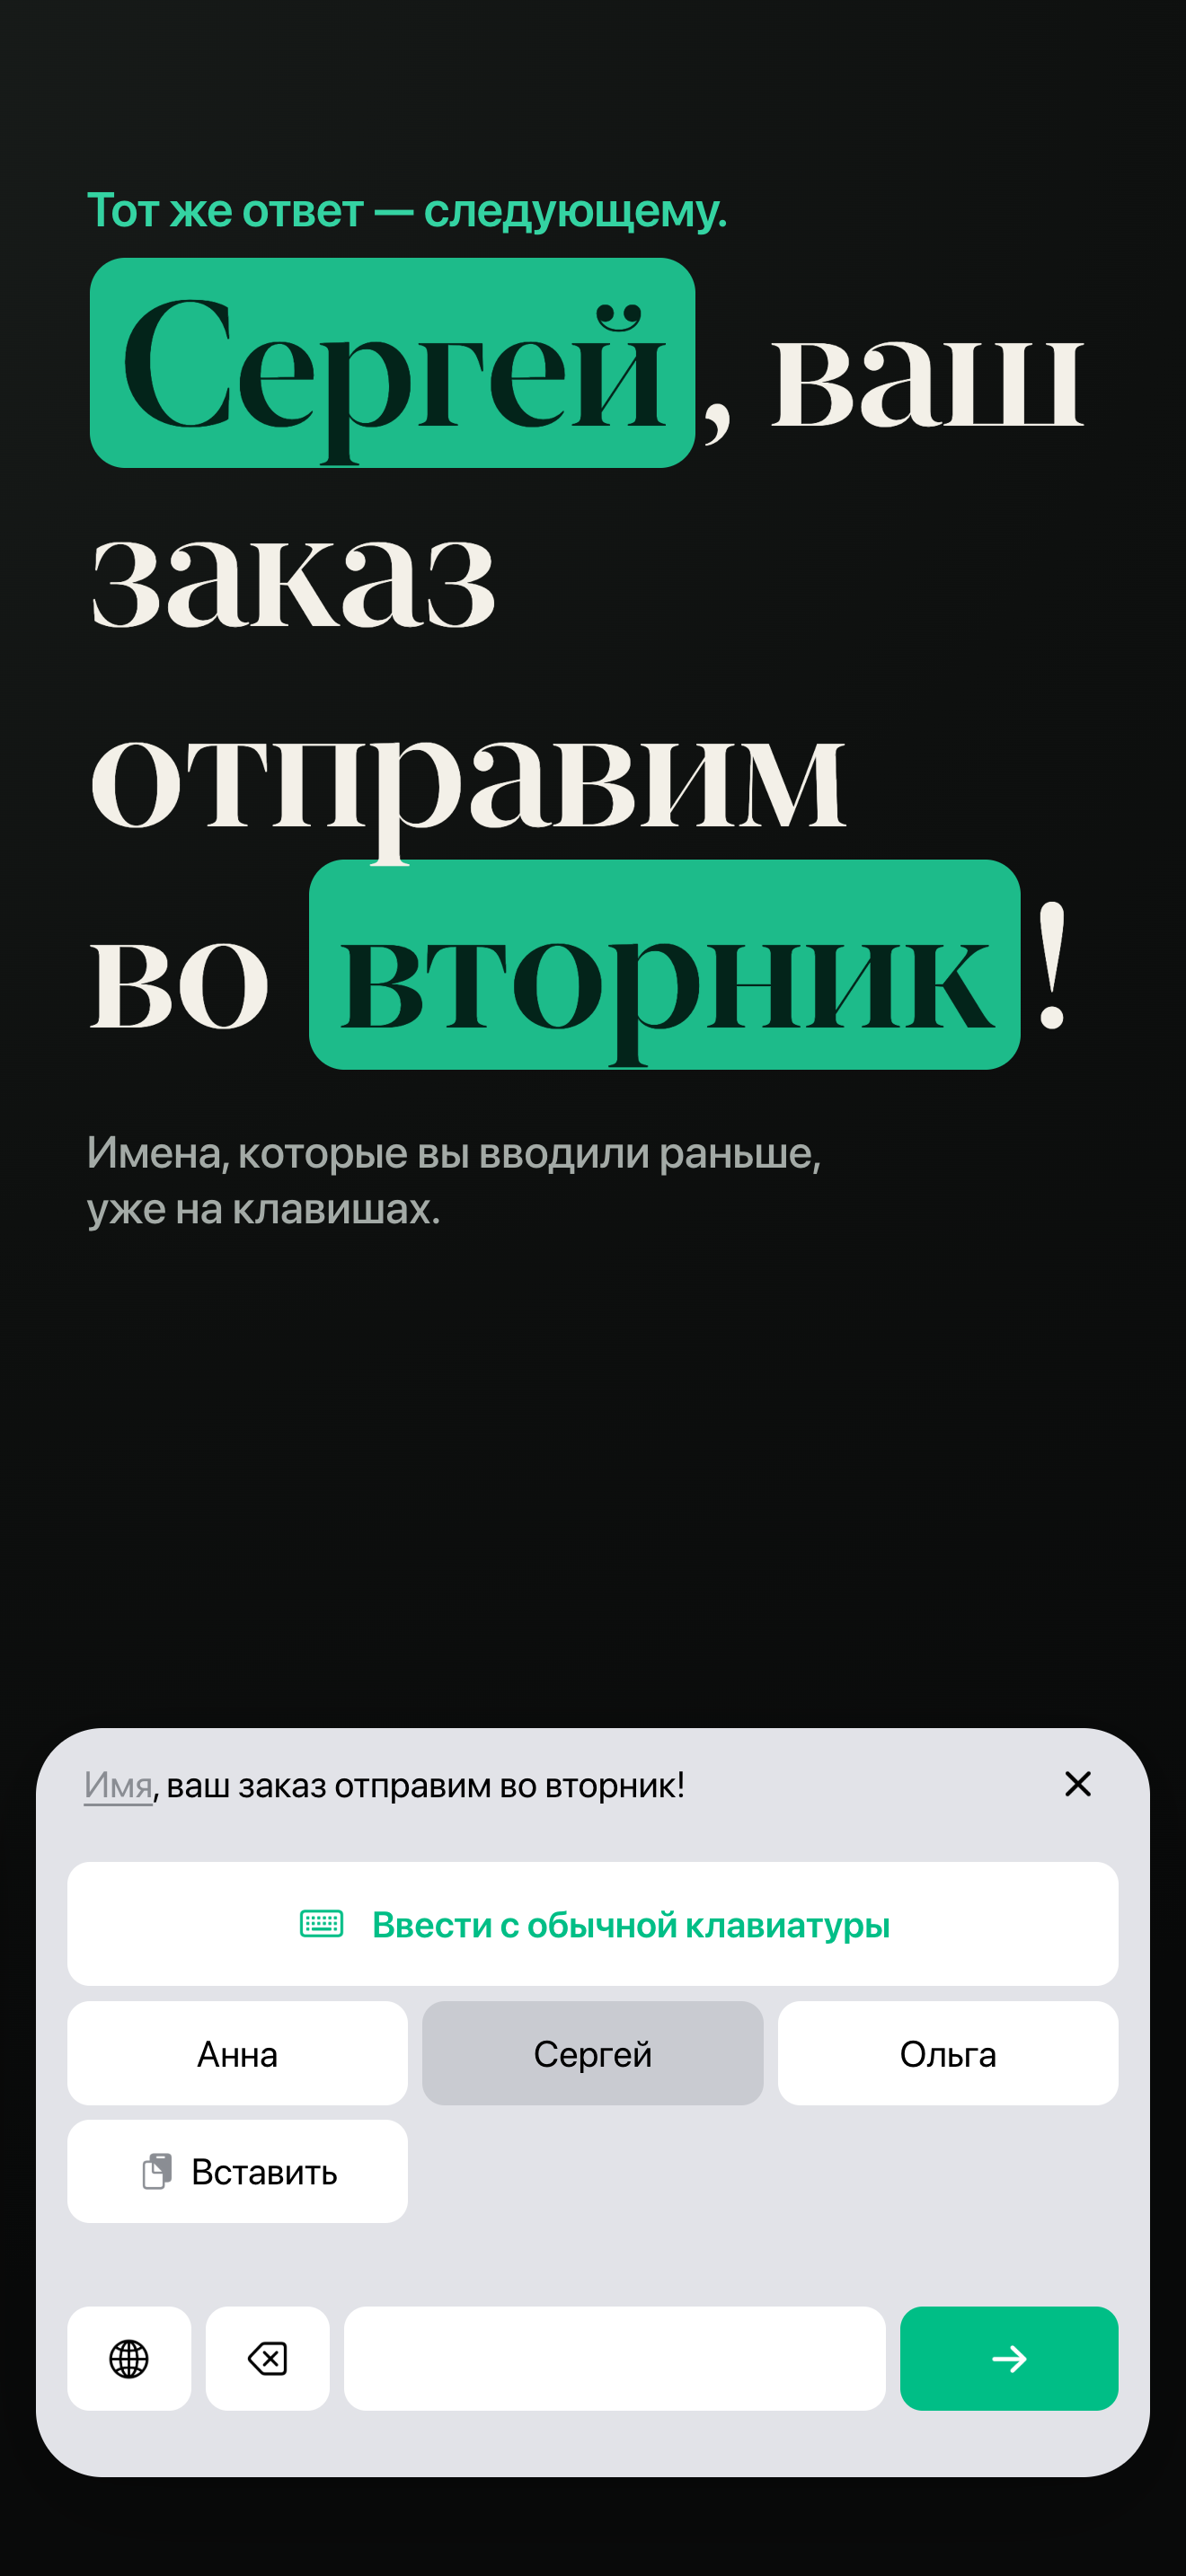 Тот же ответ — следующему.
Сергей, ваш
заказ
отправим
во вторник!
Имена, которые вы вводили раньше,
уже на клавишах.
Имя, ваш заказ отправим во вторник!
Ввести с обычной клавиатуры
Анна Сергей Ольга
Вставить